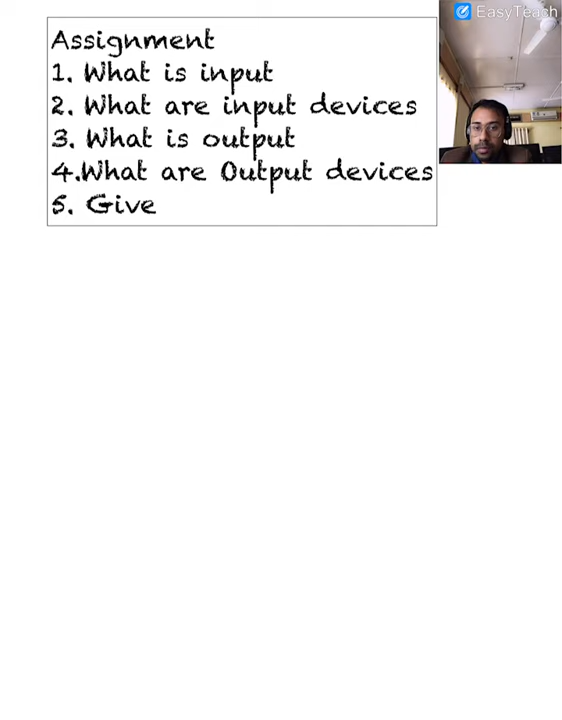 EasyTeach
Assignment
1. What is input
2. What are input devices
3. What is output
4.What are Output devices
5. Give